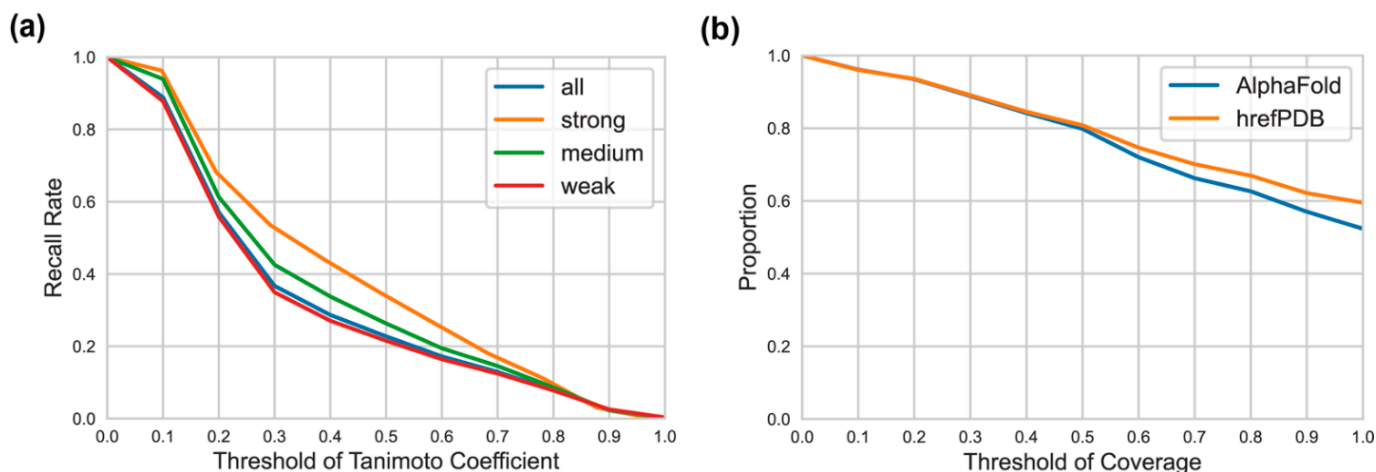 (a)
1.0
0.8
0.6
0.4
0.2
0.0
Recall Rate
all
strong
medium
weak
0.0 0.1 0.2 0.3 0.4 0.5 0.6 0.7 0.8 0.9 1.0
Threshold of Tanimoto Coefficient
(b)
1.0
0.8
0.6
0.4
0.2
0.0
Proportion
AlphaFold
hrefPDB
0.0 0.1 0.2 0.3 0.4 0.5 0.6 0.7 0.8 0.9 1.0
Threshold of Coverage